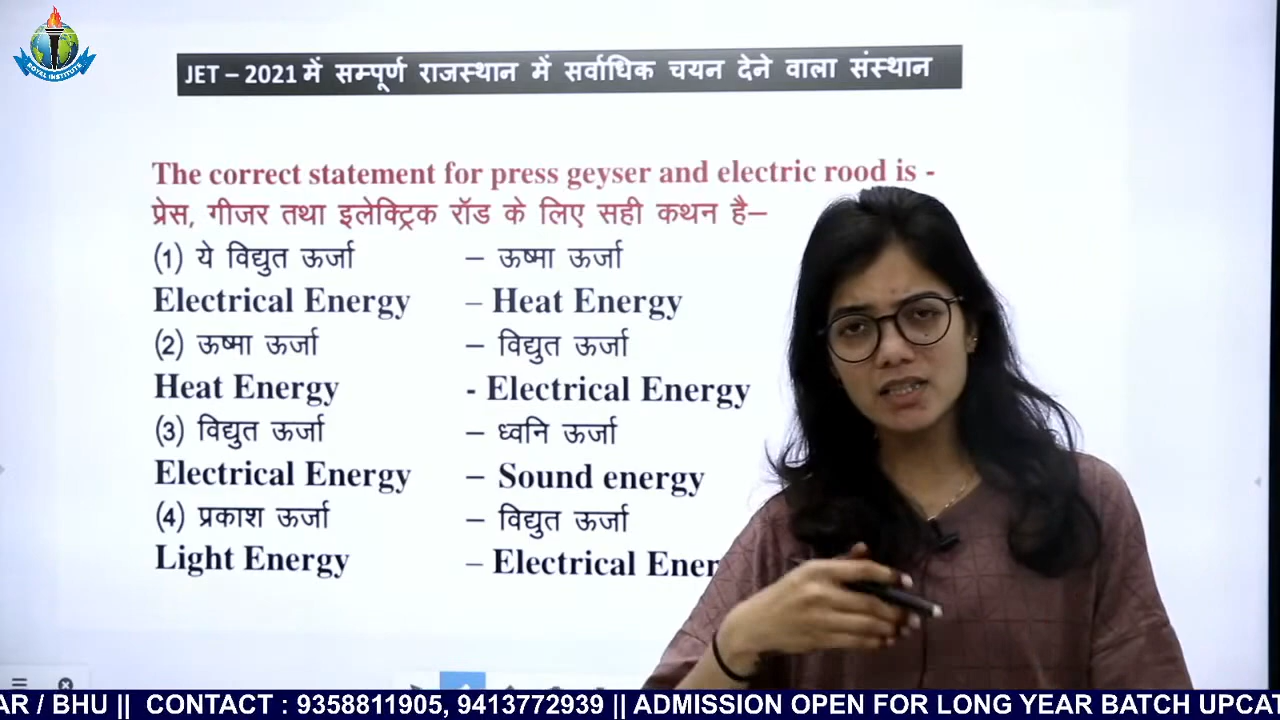 ROYAL INSTITUTE
JET – 2021 में सम्पूर्ण राजस्थान में सर्वाधिक चयन देने वाला संस्थान
The correct statement for press geyser and electric rood is -
प्रेस, गीजर तथा इलेक्ट्रिक रॉड के लिए सही कथन है–
(1) ये विद्युत ऊर्जा – ऊष्मा ऊर्जा
Electrical Energy – Heat Energy
(2) ऊष्मा ऊर्जा – विद्युत ऊर्जा
Heat Energy - Electrical Energy
(3) विद्युत ऊर्जा – ध्वनि ऊर्जा
Electrical Energy – Sound energy
(4) प्रकाश ऊर्जा – विद्युत ऊर्जा
Light Energy – Electrical Ener
AR / BHU || CONTACT : 9358811905, 9413772939 || ADMISSION OPEN FOR LONG YEAR BATCH UPCAT